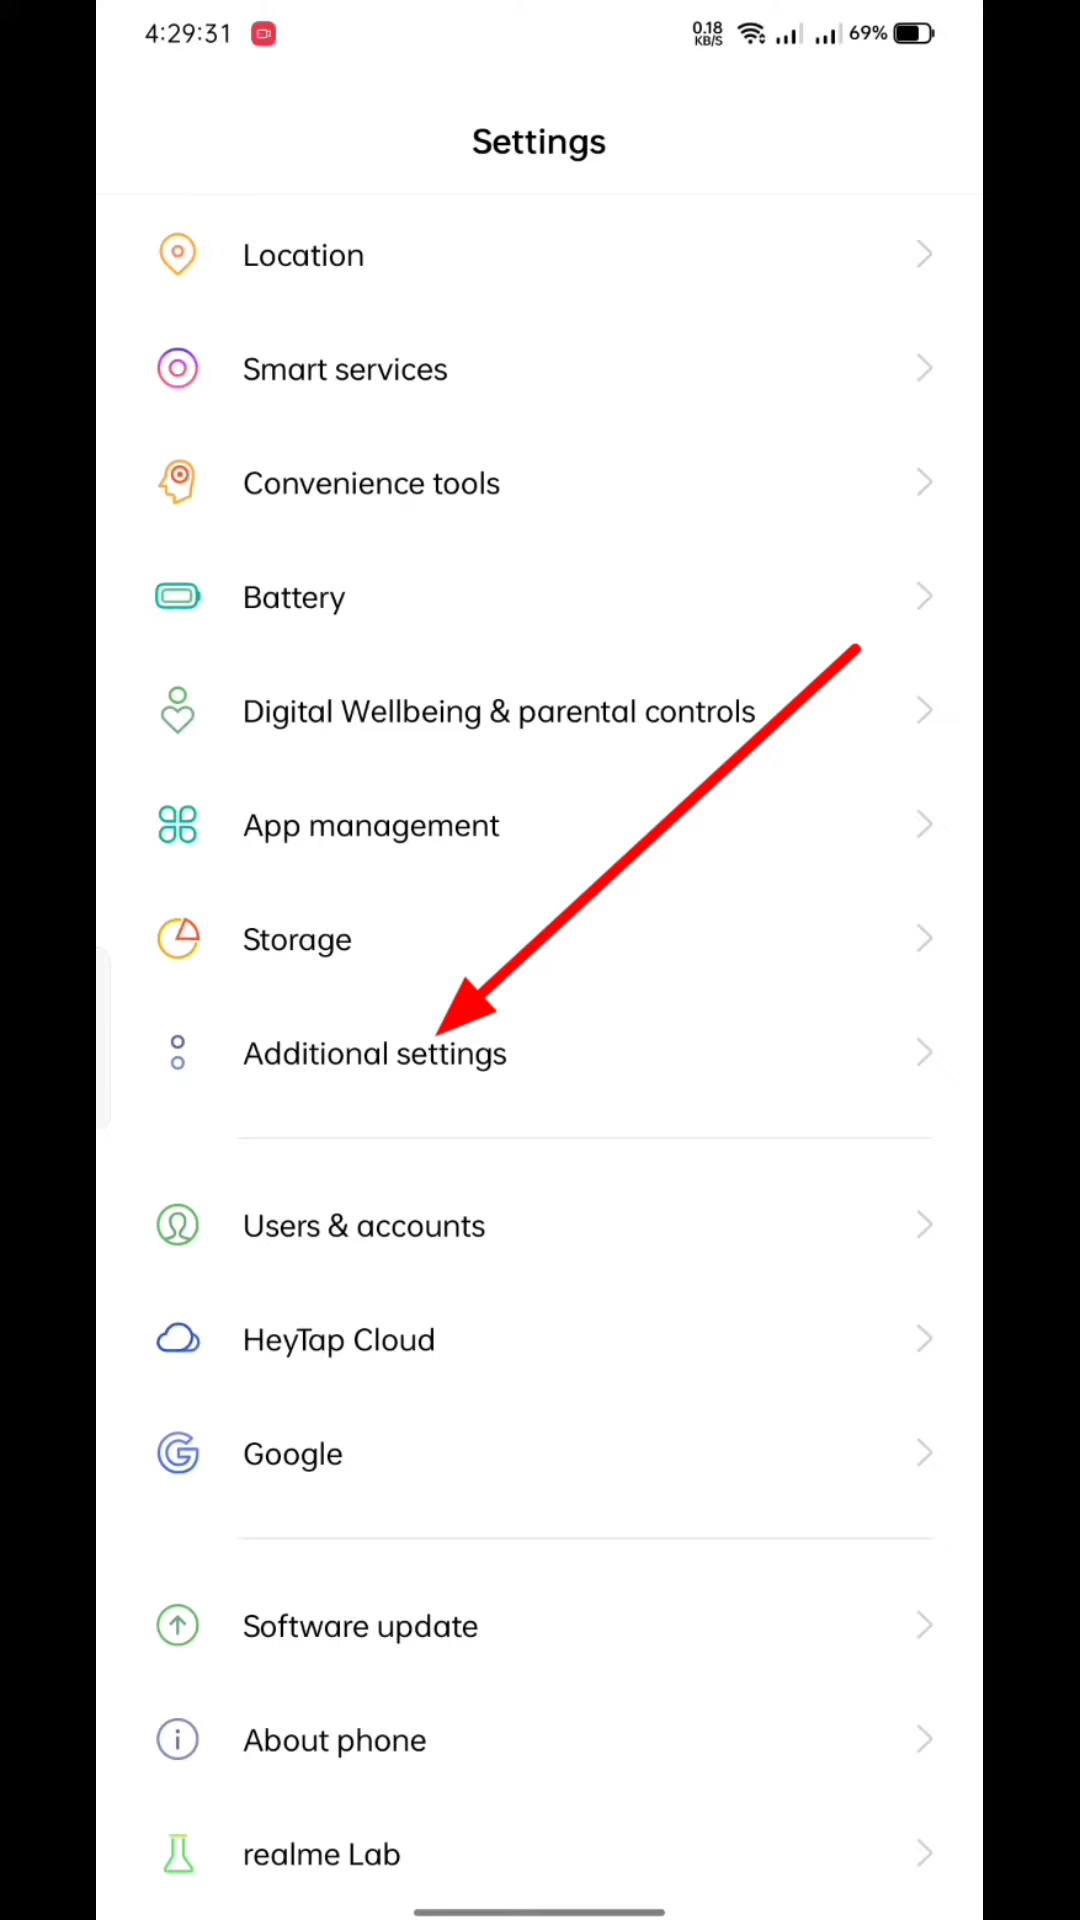 4:29:31
0.18
KB/S
69%
Settings
Location
Smart services
Convenience tools
Battery
Digital Wellbeing & parental controls
App management
Storage
Additional settings
Users & accounts
HeyTap Cloud
Google
Software update
About phone
realme Lab